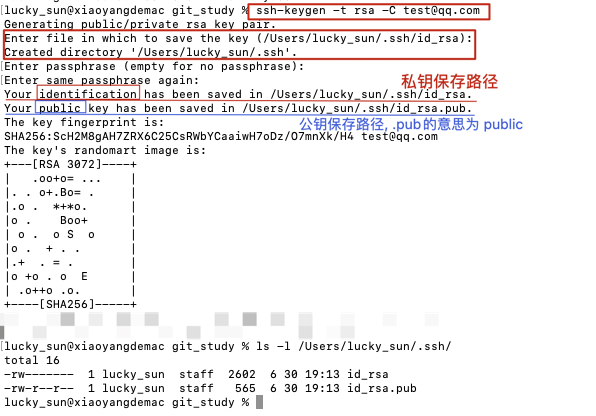 [lucky_sun@xiaoyangdemac git_study % ssh-keygen -t rsa -C test@qq.com
Generating public/private rsa key pair.
Enter file in which to save the key (/Users/lucky_sun/.ssh/id_rsa):
Created directory '/Users/lucky_sun/.ssh'.
[Enter passphrase (empty for no passphrase):
[Enter same passphrase again:
私钥保存路径
Your identification has been saved in /Users/lucky_sun/.ssh/id_rsa.
Your public key has been saved in /Users/lucky_sun/.ssh/id_rsa.pub.
The key fingerprint is:
公钥保存路径, .pub的意思为 public
SHA256:ScH2M8gAH7ZRX6C25CsRWbYCaaiwH7oDz/O7mnXk/H4 test@qq.com
The key's randomart image is:
+---[RSA 3072]----+
|   .oo+o= ...    |
|  . o+.Bo= .     |
|.o .  *+*o.      |
|o .    Boo+      |
| o .  o S  o     |
|o .  + . .       |
|.+  . = .        |
|o +o . o  E      |
| .o++o .o.       |
+----[SHA256]-----+
[lucky_sun@xiaoyangdemac git_study % ls -l /Users/lucky_sun/.ssh/
total 16
-rw-------  1 lucky_sun  staff  2602  6 30 19:13 id_rsa
-rw-r--r--  1 lucky_sun  staff   565  6 30 19:13 id_rsa.pub
lucky_sun@xiaoyangdemac git_study %